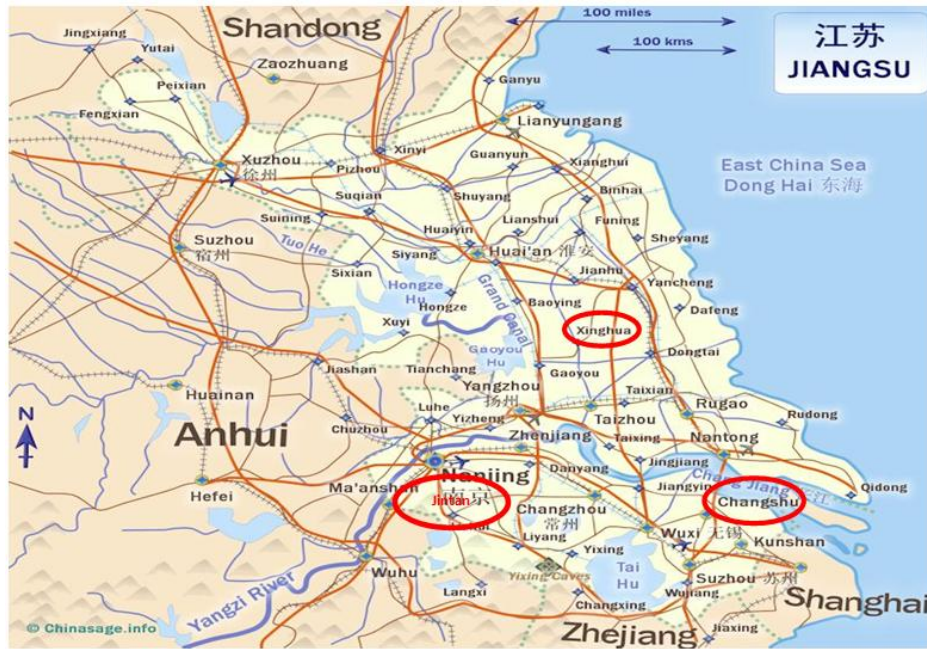 Jingxiang
Yutai
Shandong
Zaozhuang
100 miles
100 kms
江苏
JIANGSU
Peixian
Fengxian
Ganyu
Lianyungang
Xuzhou
徐州
Pizhou
Xinyi
Guanyun
Xianghui
East China Sea
Dong Hai 东海
Suining
Suqian
Shuyang
Binhai
Suzhou
宿州
Tuo He
Huaiyin
Lianshui
Funing
Sheyang
Siyang
Huai'an 淮安
Sixian
Jianhu
Yancheng
Hongze
Hu
Hongze
Grand Canal
Baoying
Dafeng
Xuyi
Xinghua
Gaoyou
Hu
Dongtai
Jiashan
Tianchang
Gaoyou
Huainan
Yangzhou
扬州
Taixian
Rugao
Rudong
N
Anhui
Luhe
Yizheng
Taizhou
Chuzhou
Zhenjiang
Taixing
Nantong
Nanjing
南京
Danyang
Jingjiang
Hefei
Ma'anshan
Jintan
Jiangyin
Chang Jiang 长江
Qidong
Changshu
Changzhou
常州
Liyang
Wuxi 无锡
Kunshan
Wuhu
Yixing
Yixing Caves
Tai
Hu
Suzhou 苏州
Yangzi River
Langxi
Changxing
Wujiang
Shanghai
Zhejiang
Jiaxing
© Chinasage.info